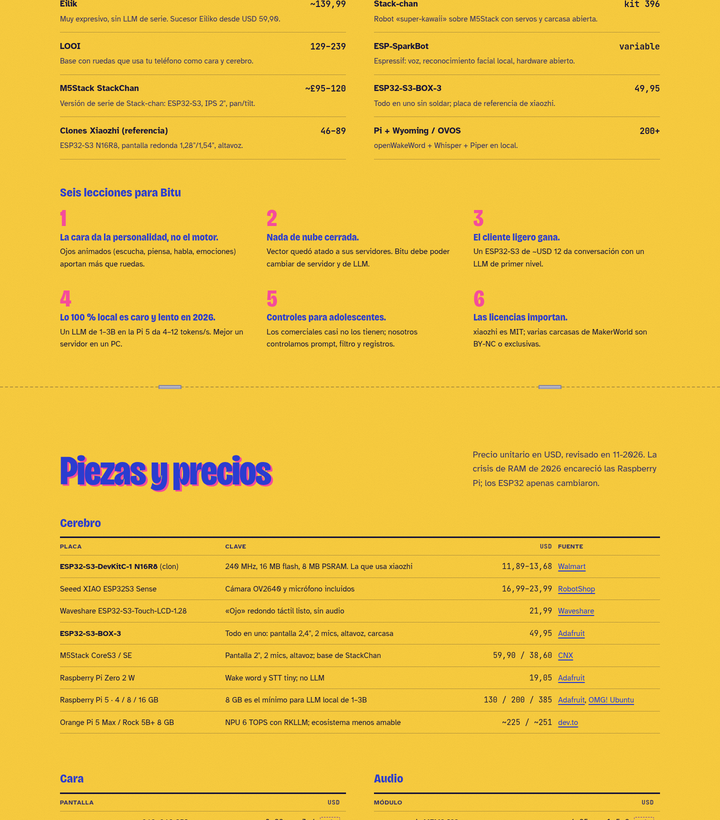 Eilik ~139,99
Muy expresivo, sin LLM de serie. Sucesor Eiliko desde USD 59,90.
LOOI 129–239
Base con ruedas que usa tu teléfono como cara y cerebro.
M5Stack StackChan ~£95–120
Versión de serie de Stack-chan: ESP32-S3, IPS 2", pan/tilt.
Clones Xiaozhi (referencia) 46–89
ESP32-S3 N16R8, pantalla redonda 1,28"/1,54", altavoz.
Stack-chan kit 396
Robot «super-kawaii» sobre M5Stack con servos y carcasa abierta.
ESP-SparkBot variable
Espressif: voz, reconocimiento facial local, hardware abierto.
ESP32-S3-BOX-3 49,95
Todo en uno sin soldar; placa de referencia de xiaozhi.
Pi + Wyoming / OVOS 200+
openWakeWord + Whisper + Piper en local.
Seis lecciones para Bitu
1
La cara da la personalidad, no el motor.
Ojos animados (escucha, piensa, habla, emociones)
aportan más que ruedas.
2
Nada de nube cerrada.
Vector quedó atado a sus servidores. Bitu debe poder
cambiar de servidor y de LLM.
3
El cliente ligero gana.
Un ESP32-S3 de ~USD 12 da conversación con un
LLM de primer nivel.
4
Lo 100 % local es caro y lento en 2026.
Un LLM de 1–3B en la Pi 5 da 4–12 tokens/s. Mejor un
servidor en un PC.
5
Controles para adolescentes.
Los comerciales casi no los tienen; nosotros
controlamos prompt, filtro y registros.
6
Las licencias importan.
xiaozhi es MIT; varias carcasas de MakerWorld son
BY-NC o exclusivas.
Piezas y precios
Precio unitario en USD, revisado en 11-2026. La
crisis de RAM de 2026 encareció las Raspberry
Pi; los ESP32 apenas cambiaron.
Cerebro
PLACA CLAVE USD FUENTE
ESP32-S3-DevKitC-1 N16R8 (clon) 240 MHz, 16 MB flash, 8 MB PSRAM. La que usa xiaozhi 11,89–13,68 Walmart
Seeed XIAO ESP32S3 Sense Cámara OV2640 y micrófono incluidos 16,99–23,99 RobotShop
Waveshare ESP32-S3-Touch-LCD-1.28 «Ojo» redondo táctil listo, sin audio 21,99 Waveshare
ESP32-S3-BOX-3 Todo en uno: pantalla 2,4", 2 mics, altavoz, carcasa 49,95 Adafruit
M5Stack CoreS3 / SE Pantalla 2", 2 mics, altavoz; base de StackChan 59,90 / 38,60 CNX
Raspberry Pi Zero 2 W Wake word y STT tiny; no LLM 19,05 Adafruit
Raspberry Pi 5 · 4 / 8 / 16 GB 8 GB es el mínimo para LLM local de 1–3B 130 / 200 / 385 Adafruit, OMG! Ubuntu
Orange Pi 5 Max / Rock 5B+ 8 GB NPU 6 TOPS con RKLLM; ecosistema menos amable ~225 / ~251 dev.to
Cara
PANTALLA USD
Audio
MÓDULO USD